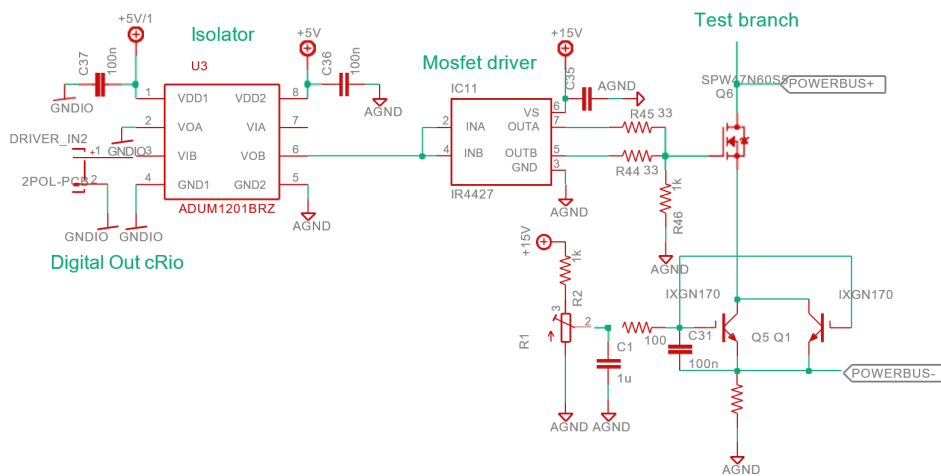 +5V/1
Isolator
+5V
C37
100n
U3
C36
100n
GNDIO
AGND
1
VDD1
VDD2
8
2
VOA
VIA
7
3
VIB
VOB
6
4
GND1
GND2
5
ADUM1201BRZ
DRIVER_IN2
+1
GNDIO
2POL-PCB
2
GNDIO
GNDIO
AGND
Digital Out cRio
Mosfet driver
+15V
C35
AGND
IC11
VS
6
2
INA
OUTA
7
4
INB
OUTB
5
GND
3
IR4427
AGND
R45 33
R44 33
1k
R46
AGND
Test branch
SPW47N60S5
Q6
POWERBUS+
+15V
1k
R2
3
R1
2
C1
1u
AGND
AGND
100
C31
100n
IXGN170
IXGN170
Q5 Q1
POWERBUS-
AGND